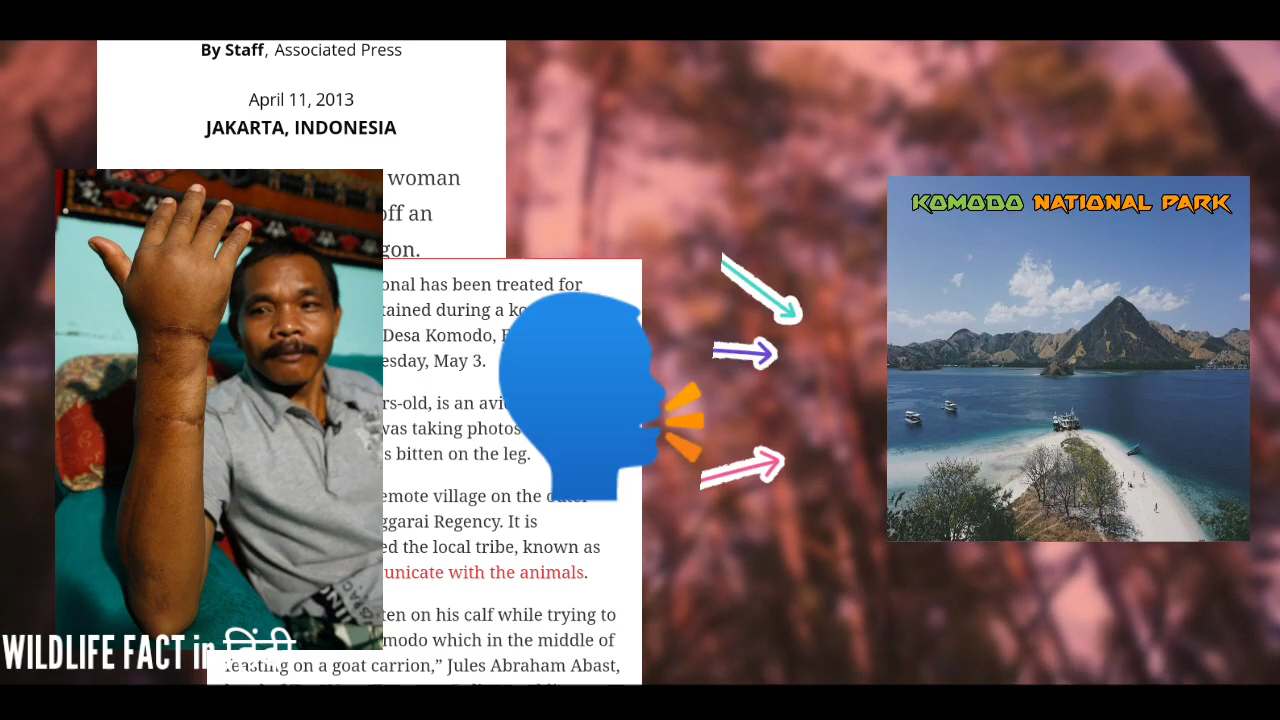 By Staff, Associated Press
April 11, 2013
JAKARTA, INDONESIA
woman
off an
gon.
onal has been treated for
tained during a ko
Desa Komodo,
esday, May 3.
rs-old, is an avi
was taking photos
s bitten on the leg.
emote village on the outer
ggarai Regency. It is
ed the local tribe, known as
unicate with the animals.
ten on his calf while trying to
modo which in the middle of
feasting on a goat carrion,” Jules Abraham Abast,
KOMODO NATIONAL PARK
WILDLIFE FACT in हिंदी